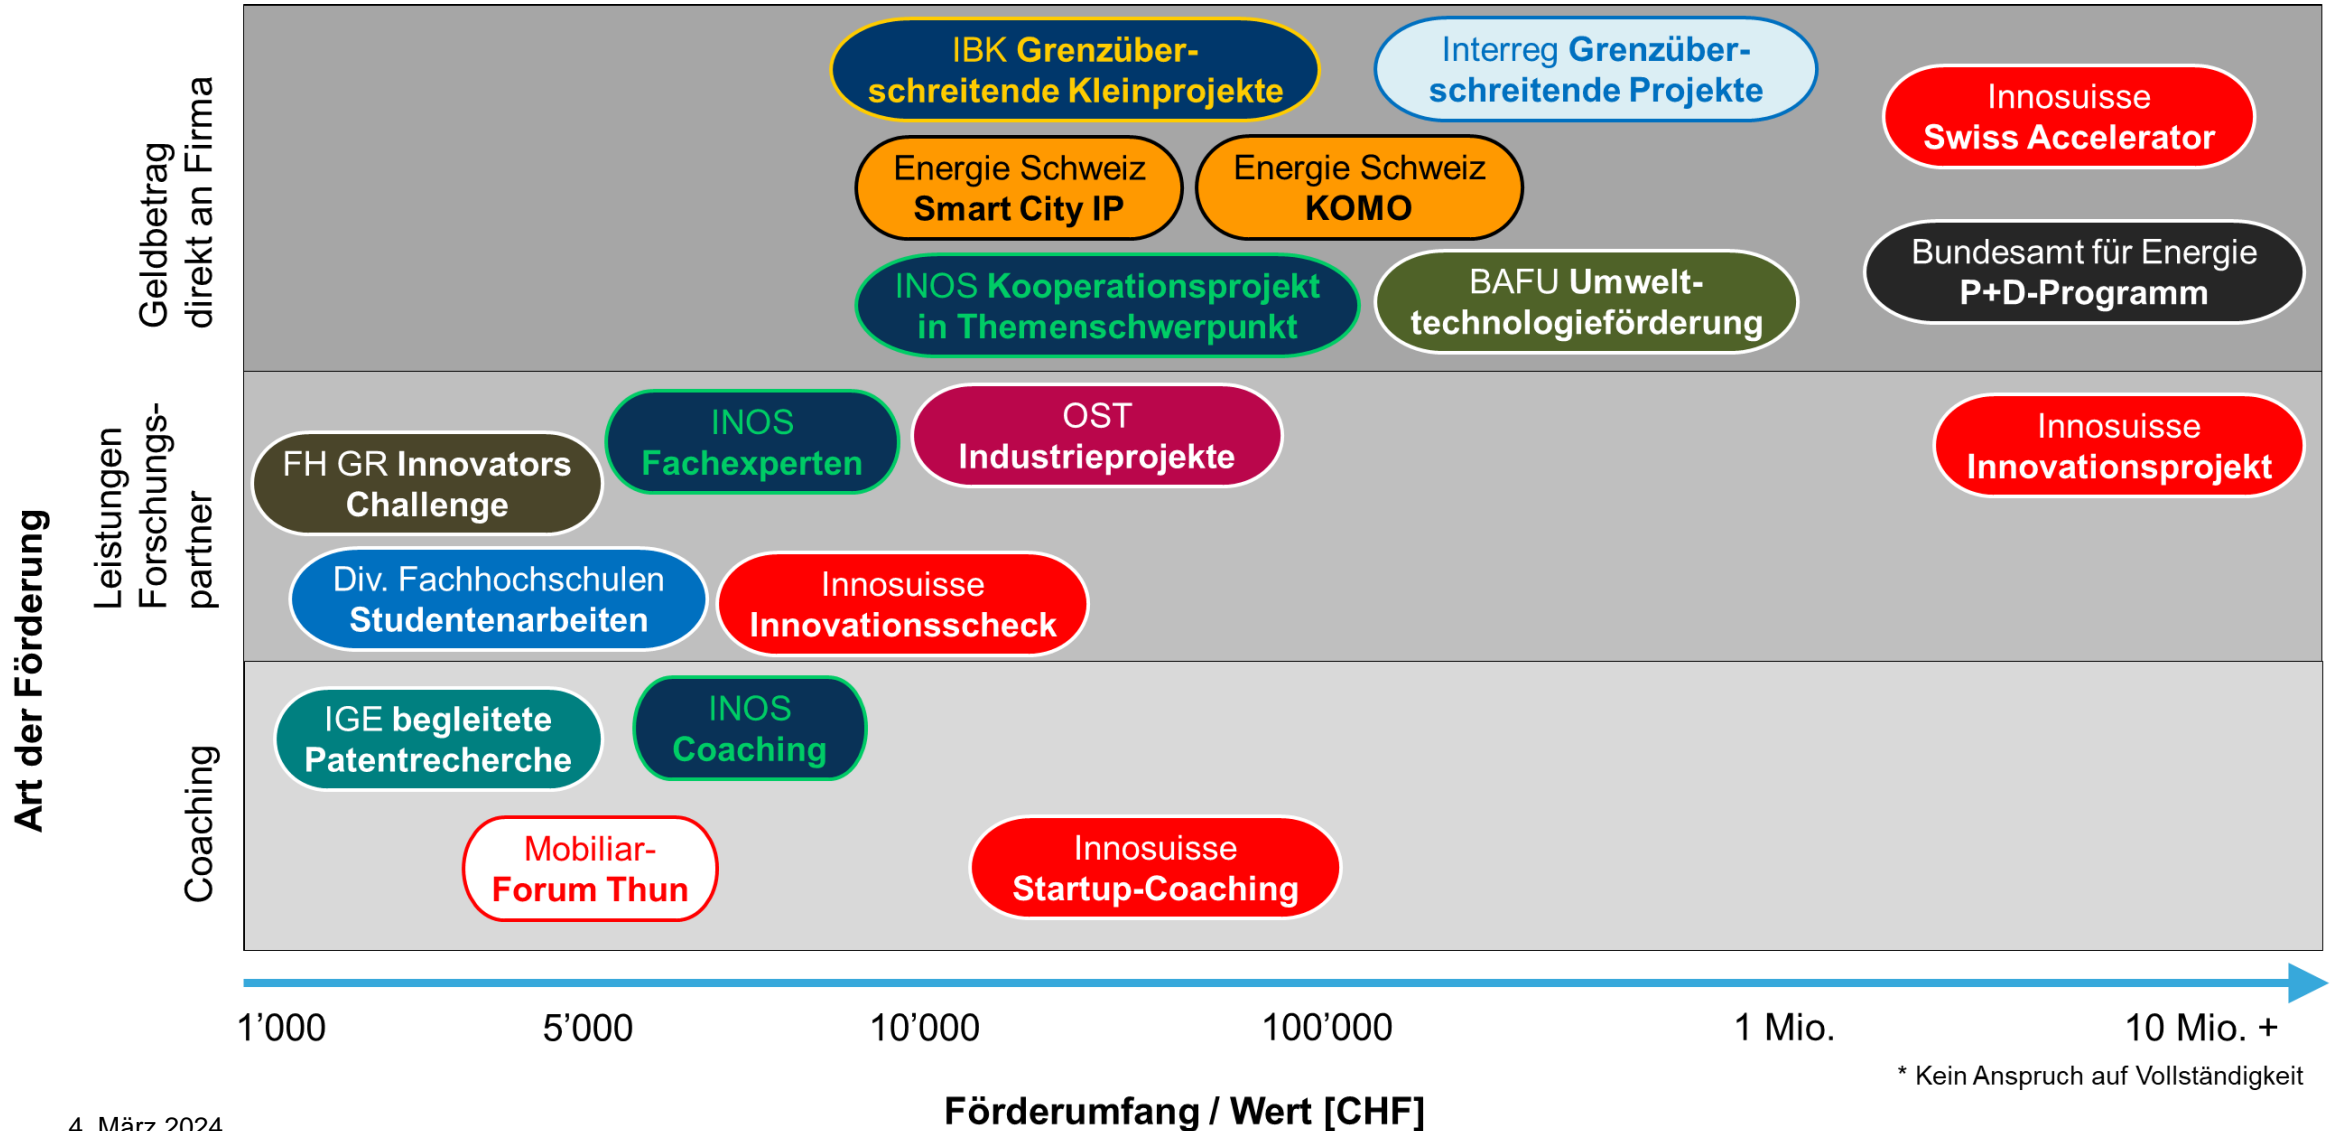 Art der Förderung
Geldbetrag
direkt an Firma
IBK Grenzüber-
schreitende Kleinprojekte
Interreg Grenzüber-
schreitende Projekte
Innosuisse
Swiss Accelerator
Energie Schweiz
Smart City IP
Energie Schweiz
KOMO
INOS Kooperationsprojekt
in Themenschwerpunkt
BAFU Umwelt-
technologieförderung
Bundesamt für Energie
P+D-Programm
Leistungen
Forschungs-
partner
FH GR Innovators
Challenge
INOS
Fachexperten
OST
Industrieprojekte
Innosuisse
Innovationsprojekt
Div. Fachhochschulen
Studentenarbeiten
Innosuisse
Innovationsscheck
Coaching
IGE begleitete
Patentrecherche
INOS
Coaching
Mobiliar-
Forum Thun
Innosuisse
Startup-Coaching
1’000 5’000 10’000 100’000 1 Mio. 10 Mio. +
* Kein Anspruch auf Vollständigkeit
Förderumfang / Wert [CHF]
4. März 2024